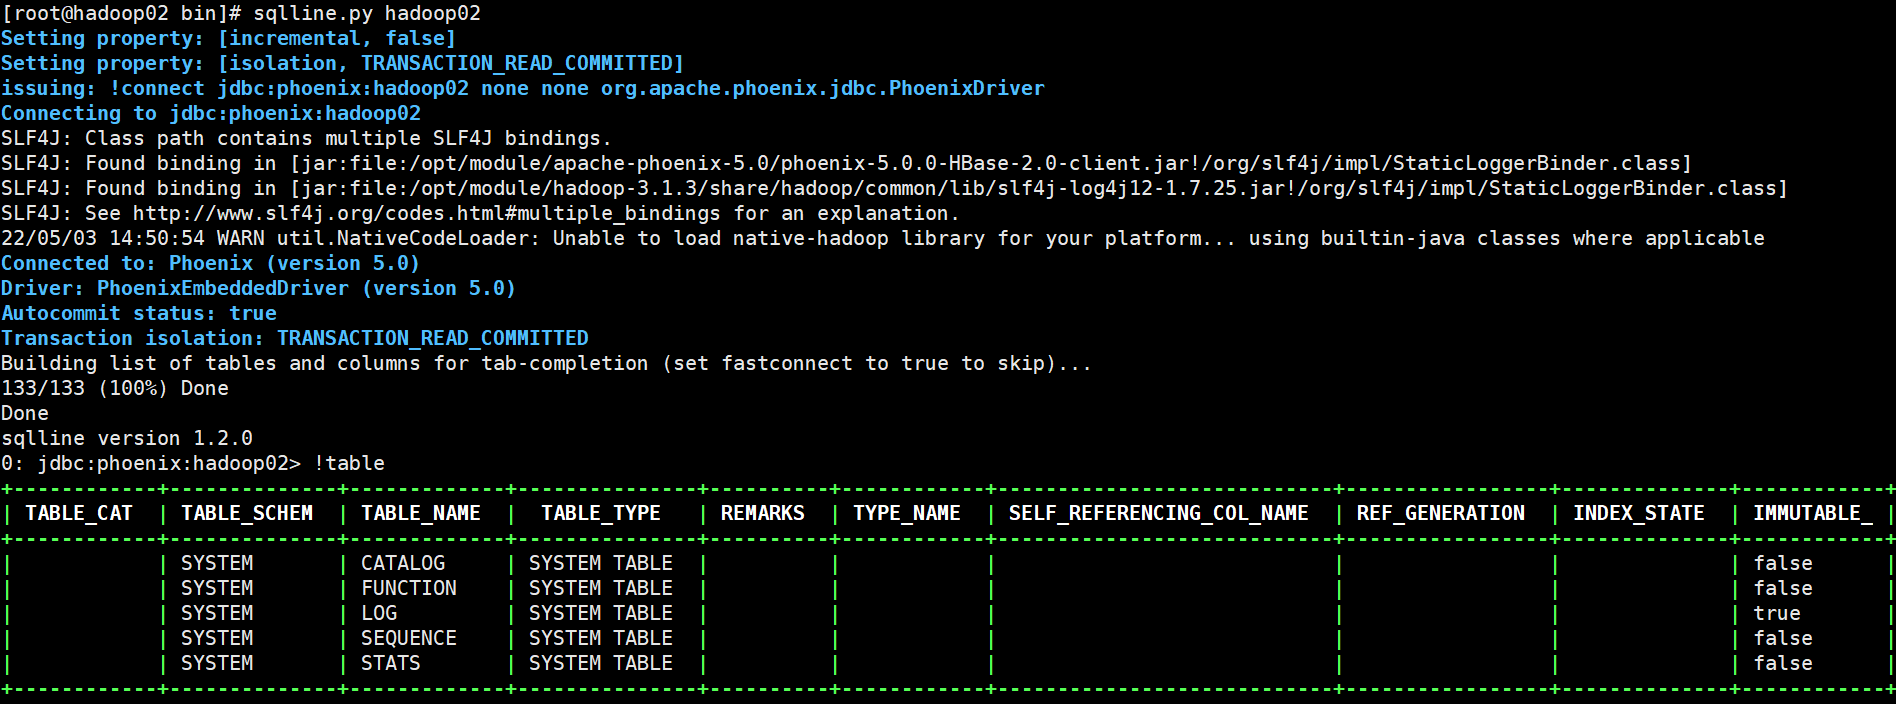 [root@hadoop02 bin]# sqlline.py hadoop02
Setting property: [incremental, false]
Setting property: [isolation, TRANSACTION_READ_COMMITTED]
issuing: !connect jdbc:phoenix:hadoop02 none none org.apache.phoenix.jdbc.PhoenixDriver
Connecting to jdbc:phoenix:hadoop02
SLF4J: Class path contains multiple SLF4J bindings.
SLF4J: Found binding in [jar:file:/opt/module/apache-phoenix-5.0/phoenix-5.0.0-HBase-2.0-client.jar!/org/slf4j/impl/StaticLoggerBinder.class]
SLF4J: Found binding in [jar:file:/opt/module/hadoop-3.1.3/share/hadoop/common/lib/slf4j-log4j12-1.7.25.jar!/org/slf4j/impl/StaticLoggerBinder.class]
SLF4J: See http://www.slf4j.org/codes.html#multiple_bindings for an explanation.
22/05/03 14:50:54 WARN util.NativeCodeLoader: Unable to load native-hadoop library for your platform... using builtin-java classes where applicable
Connected to: Phoenix (version 5.0)
Driver: PhoenixEmbeddedDriver (version 5.0)
Autocommit status: true
Transaction isolation: TRANSACTION_READ_COMMITTED
Building list of tables and columns for tab-completion (set fastconnect to true to skip)...
133/133 (100%) Done
Done
sqlline version 1.2.0
0: jdbc:phoenix:hadoop02> !table
+------------+--------------+-------------+---------------+----------+------------+----------------------------+-----------------+--------------+------------+
| TABLE_CAT  | TABLE_SCHEM  | TABLE_NAME  |  TABLE_TYPE   | REMARKS  | TYPE_NAME  | SELF_REFERENCING_COL_NAME  | REF_GENERATION  | INDEX_STATE  | IMMUTABLE_ |
+------------+--------------+-------------+---------------+----------+------------+----------------------------+-----------------+--------------+------------+
|            | SYSTEM       | CATALOG     | SYSTEM TABLE  |          |            |                            |                 |              | false      |
|            | SYSTEM       | FUNCTION    | SYSTEM TABLE  |          |            |                            |                 |              | false      |
|            | SYSTEM       | LOG         | SYSTEM TABLE  |          |            |                            |                 |              | true       |
|            | SYSTEM       | SEQUENCE    | SYSTEM TABLE  |          |            |                            |                 |              | false      |
|            | SYSTEM       | STATS       | SYSTEM TABLE  |          |            |                            |                 |              | false      |
+------------+--------------+-------------+---------------+----------+------------+----------------------------+-----------------+--------------+------------+